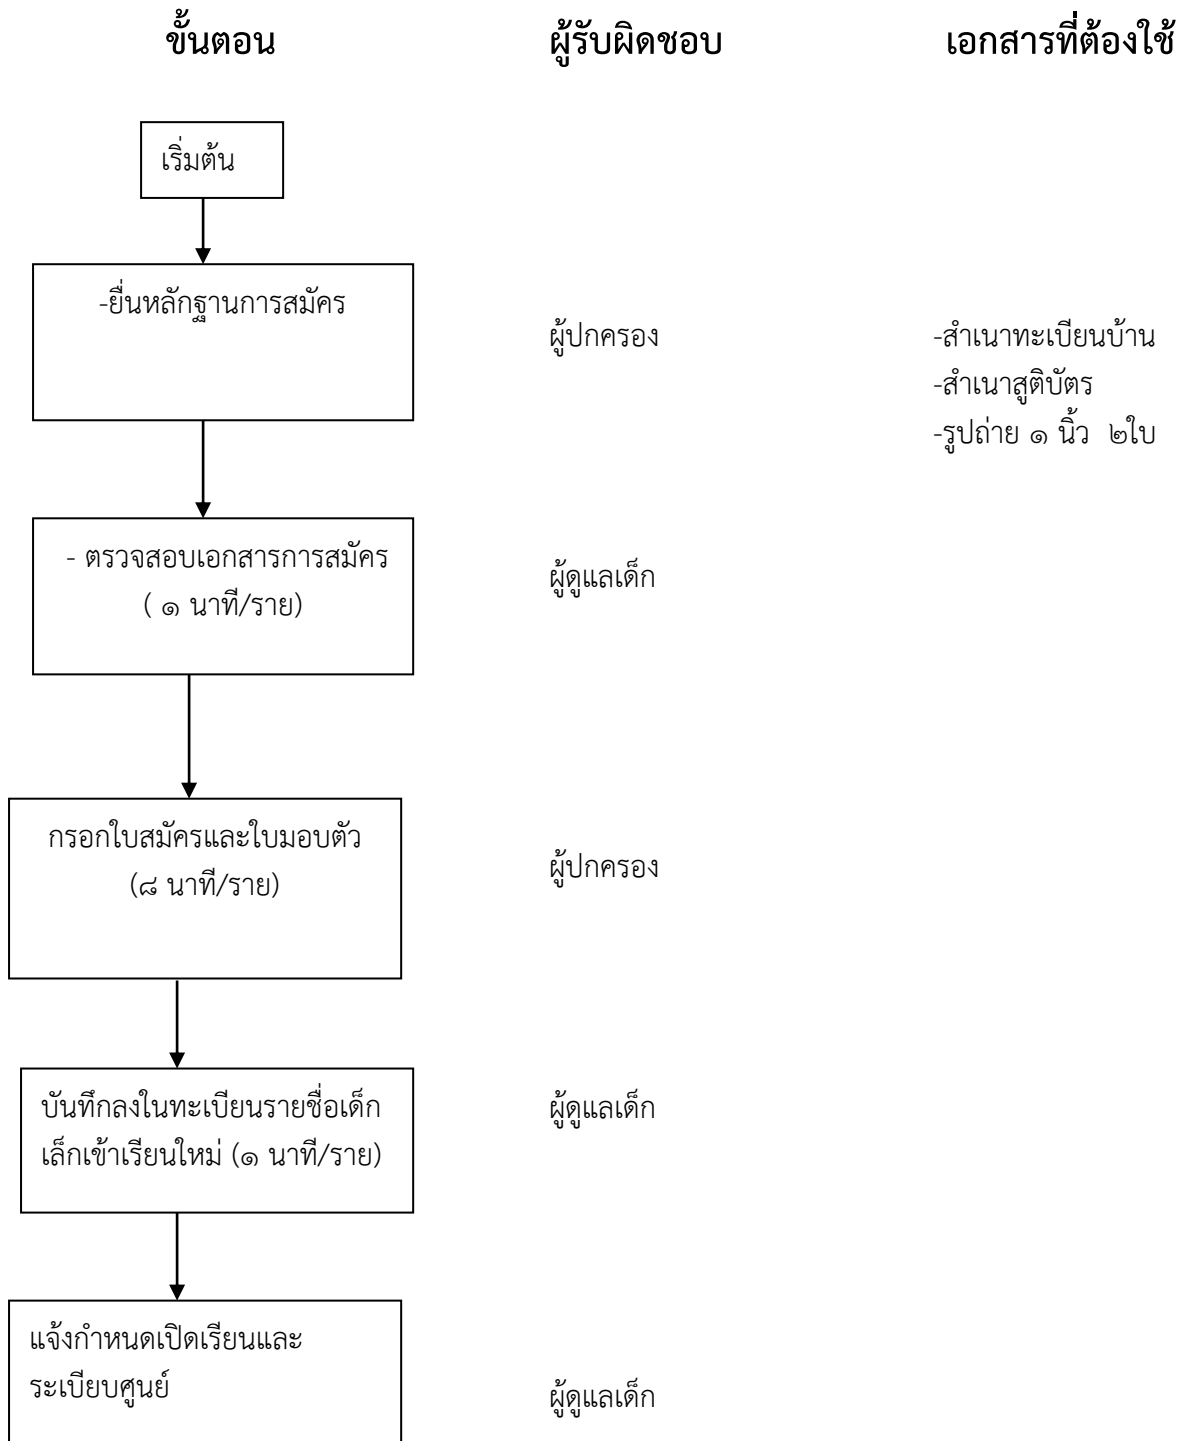 ขั้นตอน ผู้รับผิดชอบ เอกสารที่ต้องใช้
เริ่มต้น
-ยื่นหลักฐานการสมัคร
ผู้ปกครอง
-สำเนาทะเบียนบ้าน
-สำเนาสูติบัตร
-รูปถ่าย ๑ นิ้ว ๒ใบ
- ตรวจสอบเอกสารการสมัคร
( ๑ นาที/ราย)
ผู้ดูแลเด็ก
กรอกใบสมัครและใบมอบตัว
(๘ นาที/ราย)
ผู้ปกครอง
บันทึกลงในทะเบียนรายชื่อเด็ก
เล็กเข้าเรียนใหม่ (๑ นาที/ราย)
ผู้ดูแลเด็ก
แจ้งกำหนดเปิดเรียนและ
ระเบียบศูนย์
ผู้ดูแลเด็ก